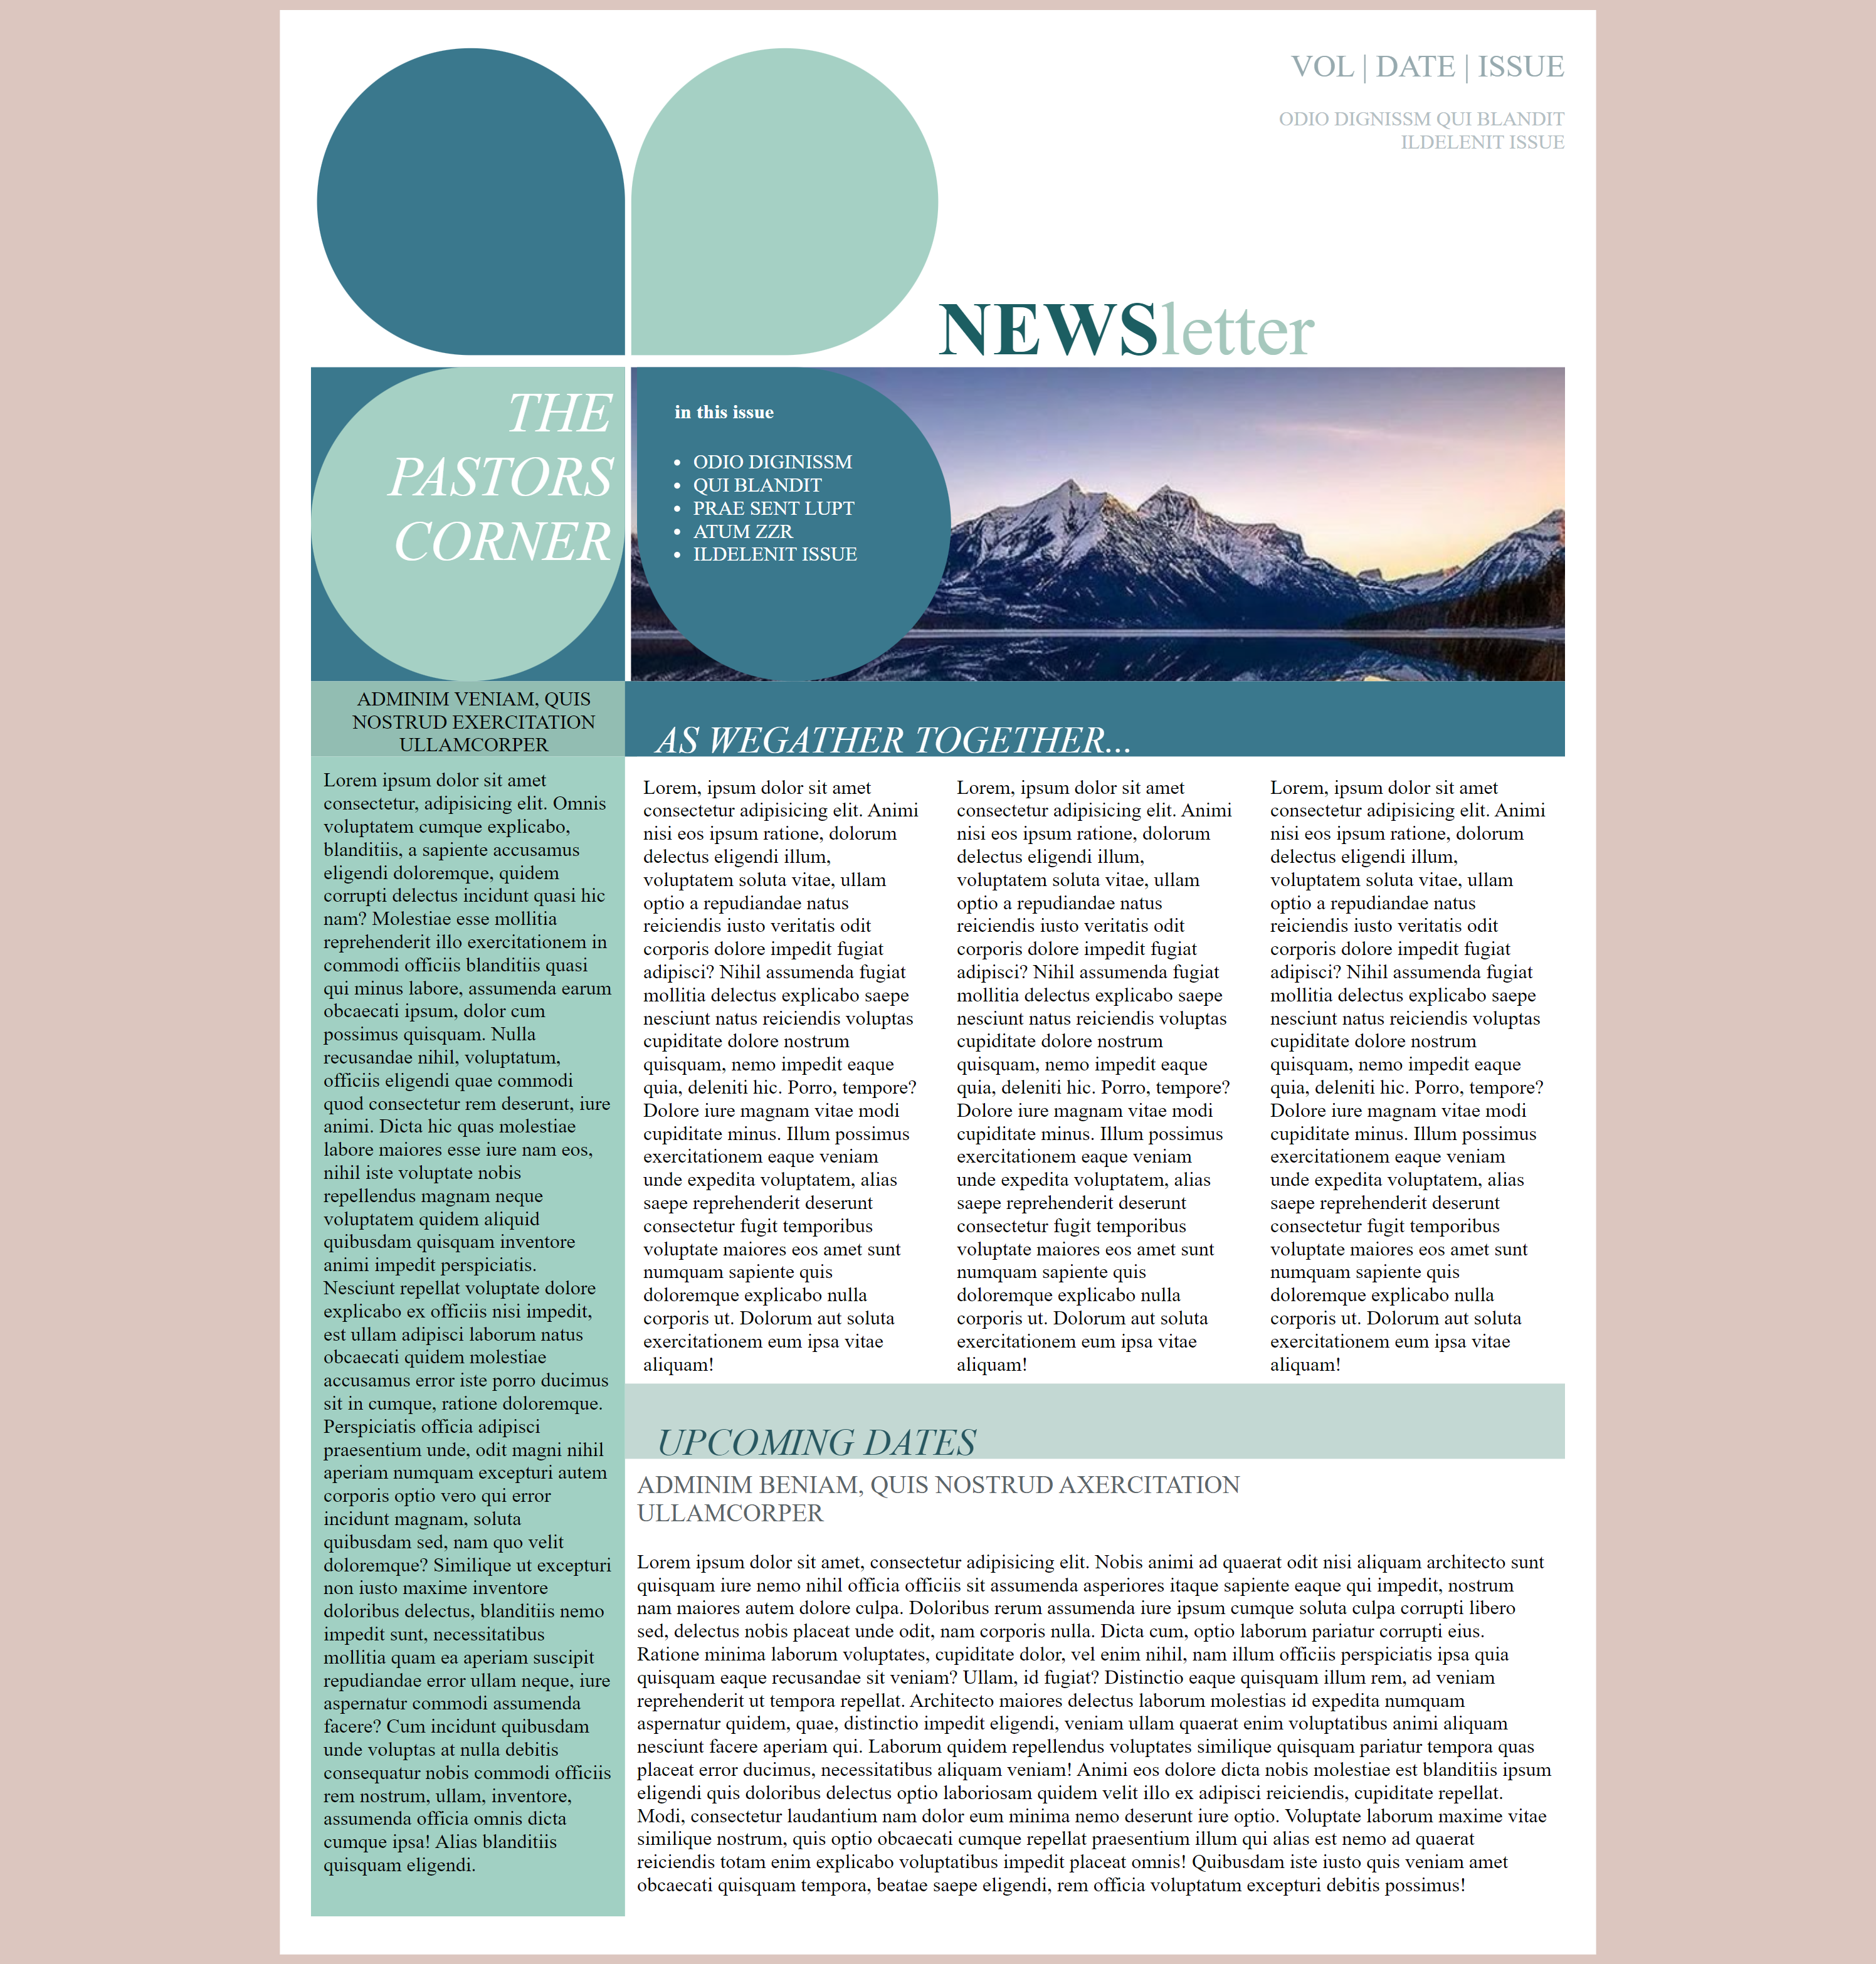 VOL | DATE | ISSUE
ODIO DIGNISSM QUI BLANDIT
ILDELENIT ISSUE
NEWSletter
THE
PASTORS
CORNER
in this issue
• ODIO DIGINISSM
• QUI BLANDIT
• PRAE SENT LUPT
• ATUM ZZR
• ILDELENIT ISSUE
ADMINIM VENIAM, QUIS
NOSTRUD EXERCITATION
ULLAMCORPER
Lorem ipsum dolor sit amet
consectetur, adipisicing elit. Omnis
voluptatem cumque explicabo,
blanditiis, a sapiente accusamus
eligendi doloremque, quidem
corrupti delectus incidunt quasi hic
nam? Molestiae esse mollitia
reprehenderit illo exercitationem in
commodi officiis blanditiis quasi
qui minus labore, assumenda earum
obcaecati ipsum, dolor cum
possimus quisquam. Nulla
recusandae nihil, voluptatum,
officiis eligendi quae commodi
quod consectetur rem deserunt, iure
animi. Dicta hic quas molestiae
labore maiores esse iure nam eos,
nihil iste voluptate nobis
repellendus magnam neque
voluptatem quidem aliquid
quibusdam quisquam inventore
animi impedit perspiciatis.
Nesciunt repellat voluptate dolore
explicabo ex officiis nisi impedit,
est ullam adipisci laborum natus
obcaecati quidem molestiae
accusamus error iste porro ducimus
sit in cumque, ratione doloremque.
Perspiciatis officia adipisci
praesentium unde, odit magni nihil
aperiam numquam excepturi autem
corporis optio vero qui error
incidunt magnam, soluta
quibusdam sed, nam quo velit
doloremque? Similique ut excepturi
non iusto maxime inventore
doloribus delectus, blanditiis nemo
impedit sunt, necessitatibus
mollitia quam ea aperiam suscipit
repudiandae error ullam neque, iure
aspernatur commodi assumenda
facere? Cum incidunt quibusdam
unde voluptas at nulla debitis
consequatur nobis commodi officiis
rem nostrum, ullam, inventore,
assumenda officia omnis dicta
cumque ipsa! Alias blanditiis
quisquam eligendi.
AS WEGATHER TOGETHER...
Lorem, ipsum dolor sit amet
consectetur adipisicing elit. Animi
nisi eos ipsum ratione, dolorum
delectus eligendi illum,
voluptatem soluta vitae, ullam
optio a repudiandae natus
reiciendis iusto veritatis odit
corporis dolore impedit fugiat
adipisci? Nihil assumenda fugiat
mollitia delectus explicabo saepe
nesciunt natus reiciendis voluptas
cupiditate dolore nostrum
quisquam, nemo impedit eaque
quia, deleniti hic. Porro, tempore?
Dolore iure magnam vitae modi
cupiditate minus. Illum possimus
exercitationem eaque veniam
unde expedita voluptatem, alias
saepe reprehenderit deserunt
consectetur fugit temporibus
voluptate maiores eos amet sunt
numquam sapiente quis
doloremque explicabo nulla
corporis ut. Dolorum aut soluta
exercitationem eum ipsa vitae
aliquam!
Lorem, ipsum dolor sit amet
consectetur adipisicing elit. Animi
nisi eos ipsum ratione, dolorum
delectus eligendi illum,
voluptatem soluta vitae, ullam
optio a repudiandae natus
reiciendis iusto veritatis odit
corporis dolore impedit fugiat
adipisci? Nihil assumenda fugiat
mollitia delectus explicabo saepe
nesciunt natus reiciendis voluptas
cupiditate dolore nostrum
quisquam, nemo impedit eaque
quia, deleniti hic. Porro, tempore?
Dolore iure magnam vitae modi
cupiditate minus. Illum possimus
exercitationem eaque veniam
unde expedita voluptatem, alias
saepe reprehenderit deserunt
consectetur fugit temporibus
voluptate maiores eos amet sunt
numquam sapiente quis
doloremque explicabo nulla
corporis ut. Dolorum aut soluta
exercitationem eum ipsa vitae
aliquam!
Lorem, ipsum dolor sit amet
consectetur adipisicing elit. Animi
nisi eos ipsum ratione, dolorum
delectus eligendi illum,
voluptatem soluta vitae, ullam
optio a repudiandae natus
reiciendis iusto veritatis odit
corporis dolore impedit fugiat
adipisci? Nihil assumenda fugiat
mollitia delectus explicabo saepe
nesciunt natus reiciendis voluptas
cupiditate dolore nostrum
quisquam, nemo impedit eaque
quia, deleniti hic. Porro, tempore?
Dolore iure magnam vitae modi
cupiditate minus. Illum possimus
exercitationem eaque veniam
unde expedita voluptatem, alias
saepe reprehenderit deserunt
consectetur fugit temporibus
voluptate maiores eos amet sunt
numquam sapiente quis
doloremque explicabo nulla
corporis ut. Dolorum aut soluta
exercitationem eum ipsa vitae
aliquam!
UPCOMING DATES
ADMINIM BENIAM, QUIS NOSTRUD AXERCITATION
ULLAMCORPER
Lorem ipsum dolor sit amet, consectetur adipisicing elit. Nobis animi ad quaerat odit nisi aliquam architecto sunt
quisquam iure nemo nihil officia officiis sit assumenda asperiores itaque sapiente eaque qui impedit, nostrum
nam maiores autem dolore culpa. Doloribus rerum assumenda iure ipsum cumque soluta culpa corrupti libero
sed, delectus nobis placeat unde odit, nam corporis nulla. Dicta cum, optio laborum pariatur corrupti eius.
Ratione minima laborum voluptates, cupiditate dolor, vel enim nihil, nam illum officiis perspiciatis ipsa quia
quisquam eaque recusandae sit veniam? Ullam, id fugiat? Distinctio eaque quisquam illum rem, ad veniam
reprehenderit ut tempora repellat. Architecto maiores delectus laborum molestias id expedita numquam
aspernatur quidem, quae, distinctio impedit eligendi, veniam ullam quaerat enim voluptatibus animi aliquam
nesciunt facere aperiam qui. Laborum quidem repellendus voluptates similique quisquam pariatur tempora quas
placeat error ducimus, necessitatibus aliquam veniam! Animi eos dolore dicta nobis molestiae est blanditiis ipsum
eligendi quis doloribus delectus optio laboriosam quidem velit illo ex adipisci reiciendis, cupiditate repellat.
Modi, consectetur laudantium nam dolor eum minima nemo deserunt iure optio. Voluptate laborum maxime vitae
similique nostrum, quis optio obcaecati cumque repellat praesentium illum qui alias est nemo ad quaerat
reiciendis totam enim explicabo voluptatibus impedit placeat omnis! Quibusdam iste iusto quis veniam amet
obcaecati quisquam tempora, beatae saepe eligendi, rem officia voluptatum excepturi debitis possimus!